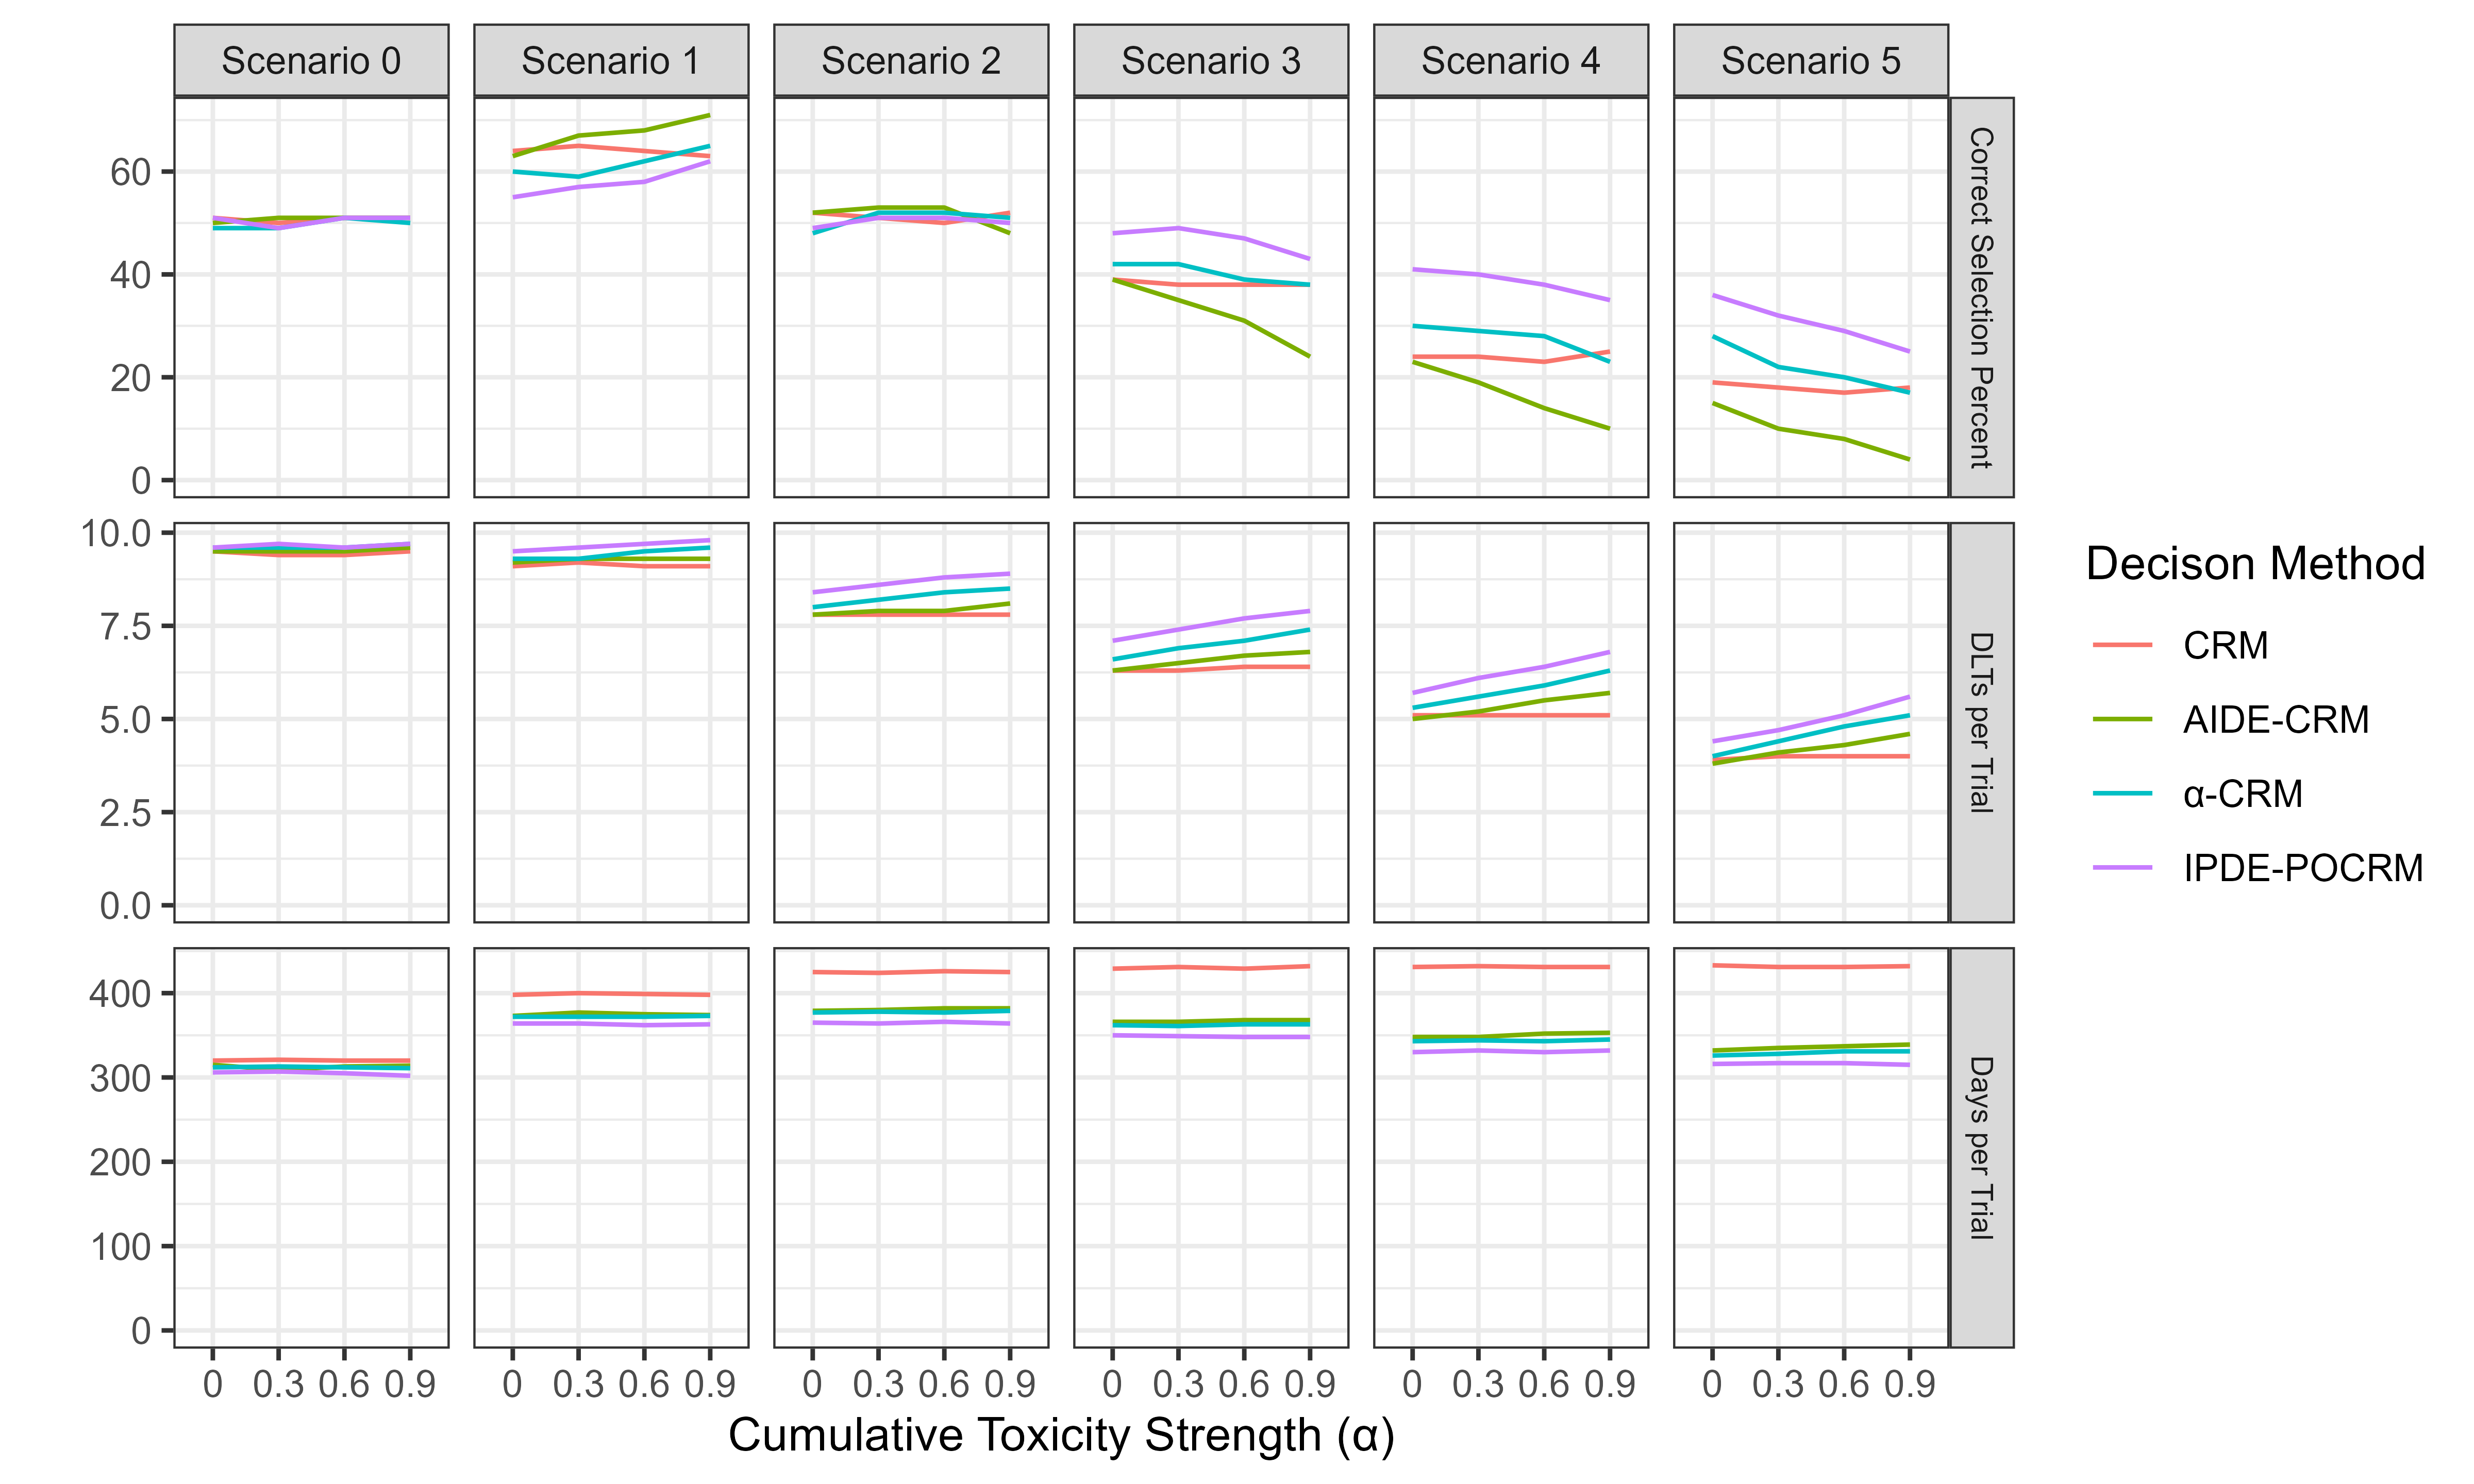 Scenario 0
Scenario 1
Scenario 2
Scenario 3
Scenario 4
Scenario 5
60
40
20
0
Correct Selection Percent
10.0
7.5
5.0
2.5
0.0
DLTs per Trial
400
300
200
100
0
Days per Trial
0 0.3 0.6 0.9
0 0.3 0.6 0.9
0 0.3 0.6 0.9
0 0.3 0.6 0.9
0 0.3 0.6 0.9
0 0.3 0.6 0.9
Cumulative Toxicity Strength (α)
Decison Method
CRM
AIDE-CRM
α-CRM
IPDE-POCRM